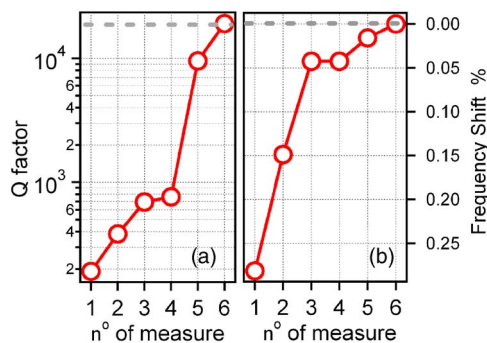 Q factor
10⁴
6
4
2
10³
6
4
2
(a)
1 2 3 4 5 6
nº of measure
(b)
1 2 3 4 5 6
nº of measure
0.00
0.05
0.10
0.15
0.20
0.25
Frequency Shift %